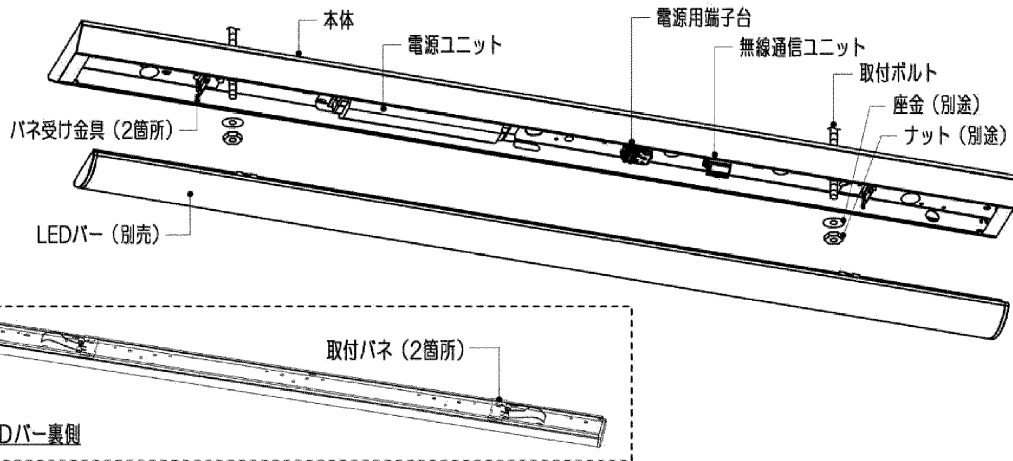 本体
電源用端子台
電源ユニット
無線通信ユニット
取付ボルト
座金（別途）
バネ受け金具（2箇所）
ナット（別途）
LEDバー（別売）
取付バネ（2箇所）
Dバー裏側